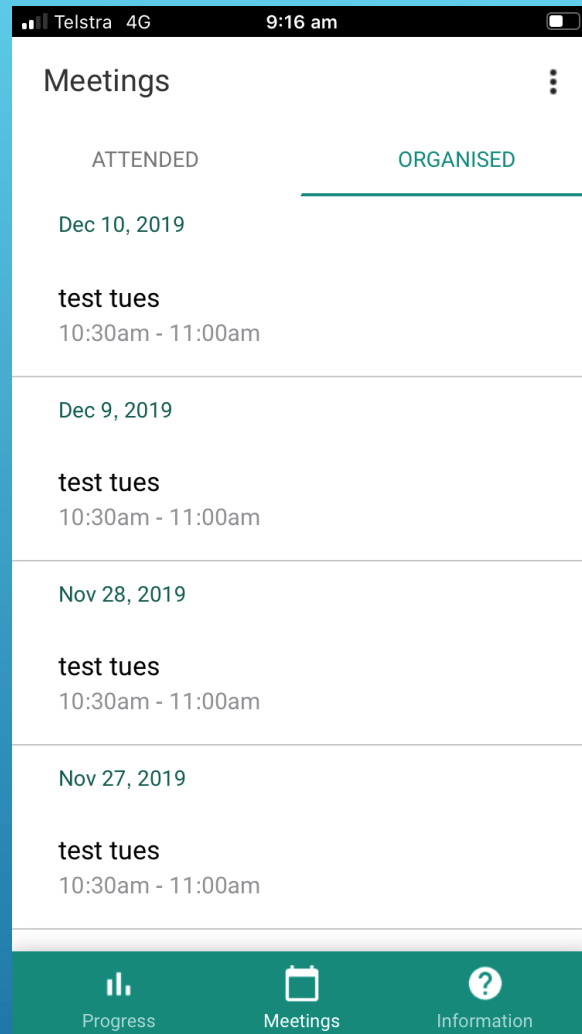 Telstra 4G 9:16 am
Meetings
ATTENDED ORGANISED
Dec 10, 2019
test tues
10:30am - 11:00am
Dec 9, 2019
test tues
10:30am - 11:00am
Nov 28, 2019
test tues
10:30am - 11:00am
Nov 27, 2019
test tues
10:30am - 11:00am
Progress Meetings Information